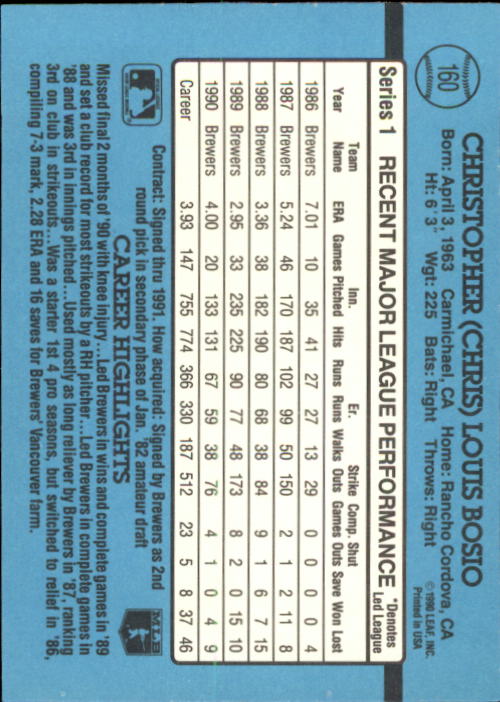 160
CHRISTOPHER (CHRIS) LOUIS BOSIO
© 1990 LEAF, INC.
Printed in USA
Born: April 3, 1963 Carmichael, CA Home: Rancho Cordova, CA
Ht: 6' 3" Wgt: 225 Bats: Right Throws: Right
Series 1 RECENT MAJOR LEAGUE PERFORMANCE *Denotes Led League
Team Inn. Er. Strike Comp. Shut
Year Name ERA Games Pitched Hits Runs Runs Walks Outs Games Outs Save Won Lost
1986 Brewers 7.01 10 35 41 27 27 13 29 0 4
1987 Brewers 5.24 46 170 187 102 99 50 150 2 1 2 11 8
1988 Brewers 3.36 38 182 190 80 68 38 84 9 1 6 7 15
1989 Brewers 2.95 33 235 225 90 77 48 173 8 2 0 15 10
1990 Brewers 4.00 20 133 131 67 59 38 76 4 1 0 4 9
Career 3.93 147 755 774 366 330 187 512 23 5 8 37 46
Contract: Signed thru 1991. How acquired: Signed by Brewers as 2nd
round pick in secondary phase of Jan. '82 amateur draft
CAREER HIGHLIGHTS
MLB
Missed final 2 months of '90 with knee injury...Led Brewers in wins and complete games in '89
and set a club record for most strikeouts by a RH pitcher...Led Brewers in complete games in
'88 and was 3rd in innings pitched...Used mostly as long reliever by Brewers in '87, ranking
3rd on club in strikeouts...Was a starter 1st 4 pro seasons, but switched to relief in '86,
compiling 7-3 mark, 2.28 ERA and 16 saves for Brewers' Vancouver farm.